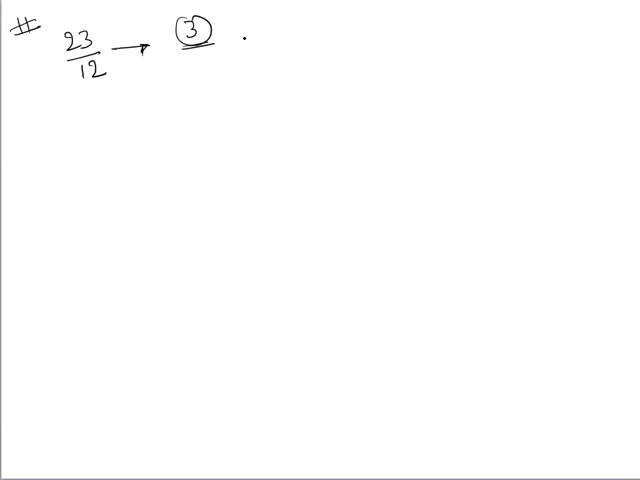 # 23/12 → 3 .